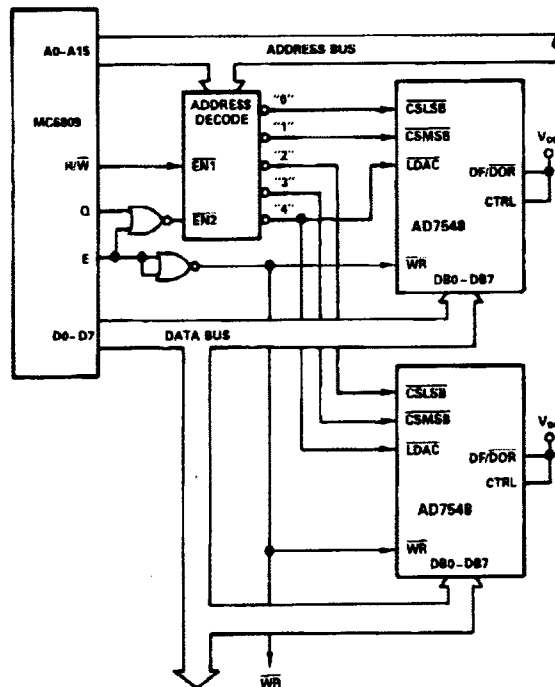 A0–A15
ADDRESS BUS
MC6809
ADDRESS
DECODE
"0"
"1"
"2"
"3"
"4"
CSLSB
CSMSB
LDAC
DF/DOR
CTRL
AD7548
WR
DB0–DB7
R/W
EN1
Q
EN2
E
D0–D7
DATA BUS
CSLSB
CSMSB
LDAC
DF/DOR
CTRL
AD7548
WR
DB0–DB7
WR